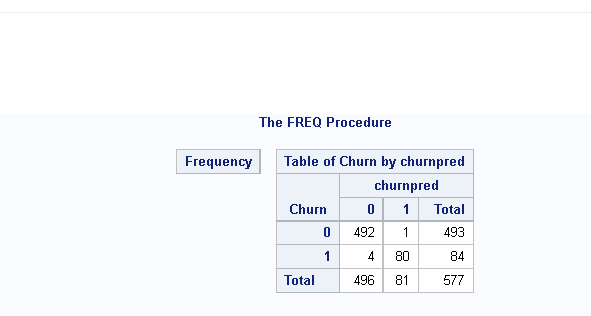 The FREQ Procedure
Frequency
Table of Churn by churnpred
churnpred
Churn 0 1 Total
0 492 1 493
1 4 80 84
Total 496 81 577